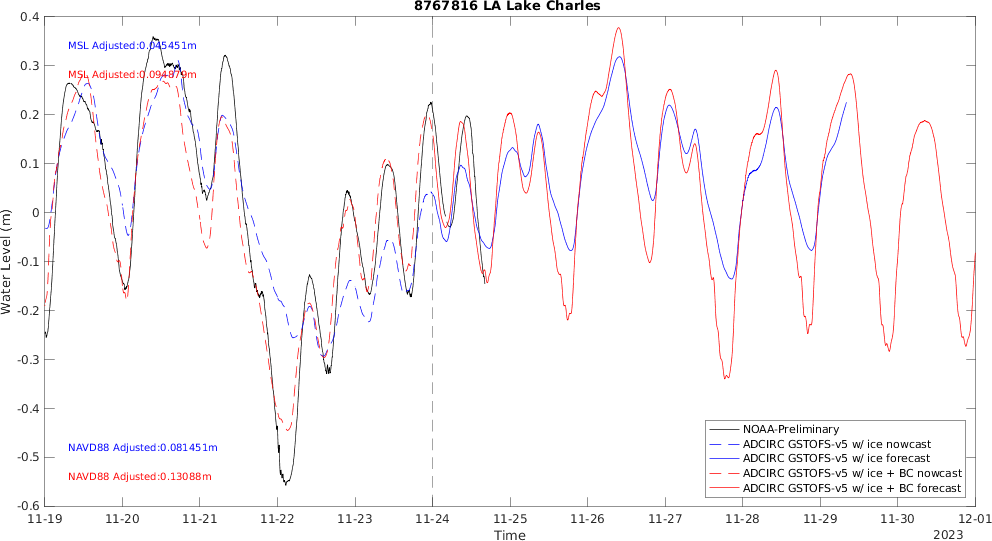 8767816 LA Lake Charles
0.4
0.3
0.2
0.1
0
-0.1
-0.2
-0.3
-0.4
-0.5
-0.6
Water Level (m)
MSL Adjusted:0.045451m
MSL Adjusted:0.094879m
NAVD88 Adjusted:0.081451m
NAVD88 Adjusted:0.13088m
NOAA-Preliminary
ADCIRC GSTOFS-v5 w/ ice nowcast
ADCIRC GSTOFS-v5 w/ ice forecast
ADCIRC GSTOFS-v5 w/ ice + BC nowcast
ADCIRC GSTOFS-v5 w/ ice + BC forecast
11-19 11-20 11-21 11-22 11-23 11-24 11-25 11-26 11-27 11-28 11-29 11-30 12-01
Time
2023